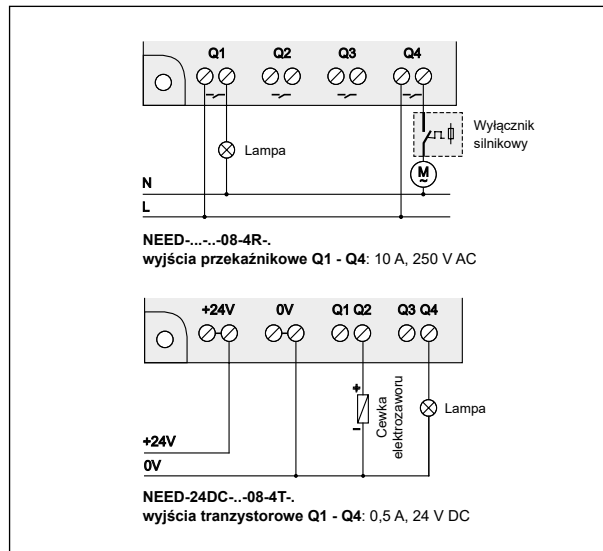 Q1 Q2 Q3 Q4
Wyłącznik
silnikowy
Lampa
M
~
N
L
NEED-...-..-08-4R-.
wyjścia przekaźnikowe Q1 - Q4: 10 A, 250 V AC
+24V 0V Q1 Q2 Q3 Q4
+
Cewka
elektrozaworu
–
Lampa
+24V
0V
NEED-24DC-..-08-4T-.
wyjścia tranzystorowe Q1 - Q4: 0,5 A, 24 V DC